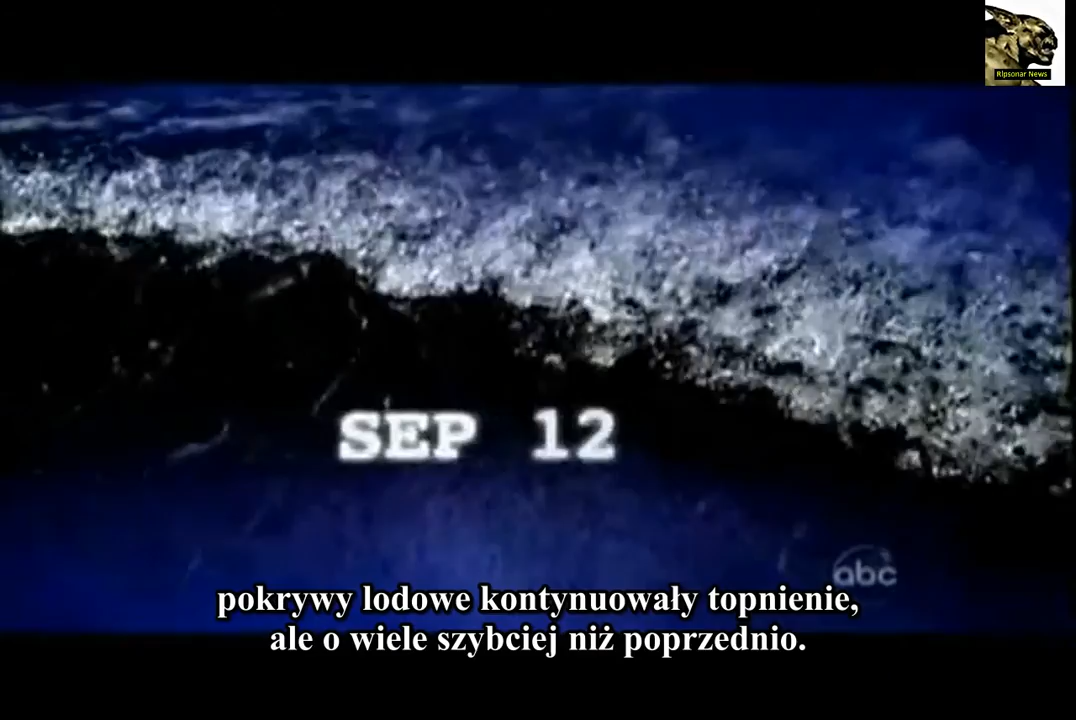 Ripsonar News
SEP 12
abc
pokrywy lodowe kontynuowały topnienie,
ale o wiele szybciej niż poprzednio.